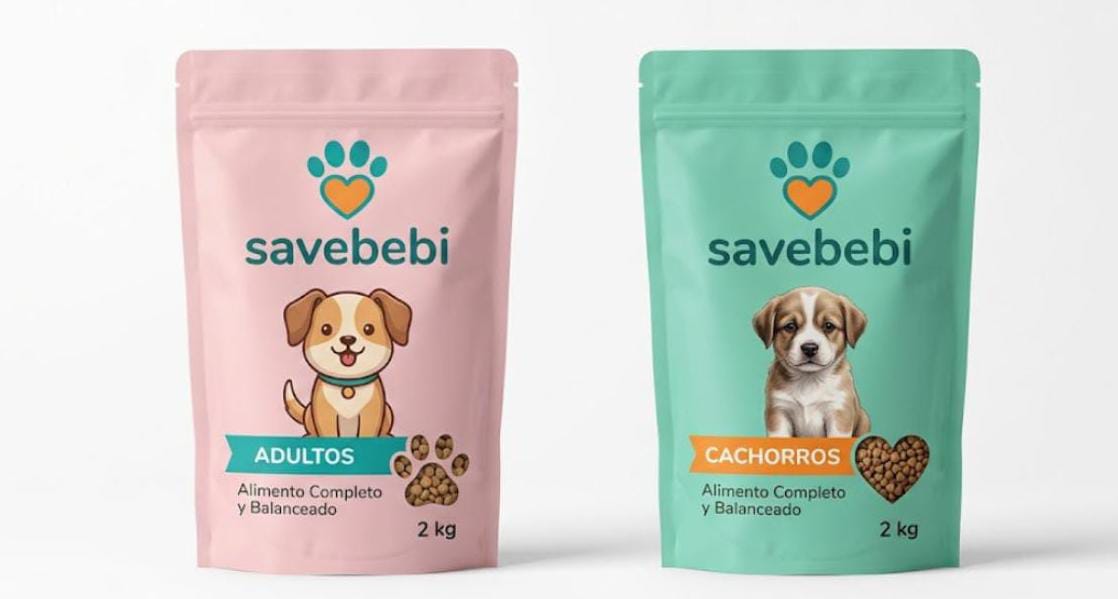 savebebi
ADULTOS
Alimento Completo
y Balanceado
2 kg
savebebi
CACHORROS
Alimento Completo
y Balanceado
2 kg